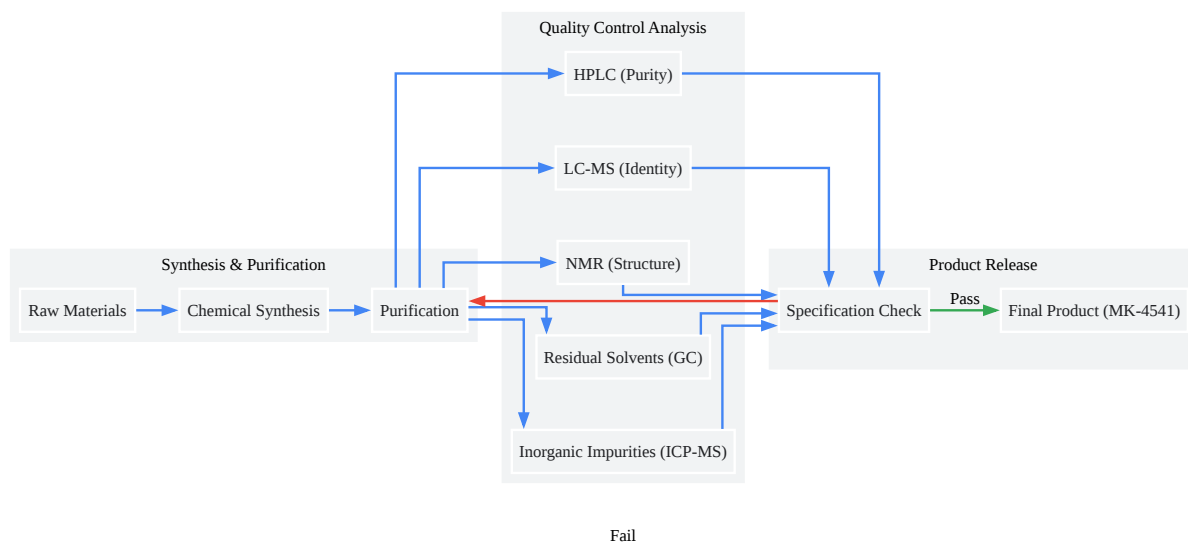 Quality Control Analysis
HPLC (Purity)
LC-MS (Identity)
NMR (Structure)
Residual Solvents (GC)
Inorganic Impurities (ICP-MS)
Synthesis & Purification
Raw Materials
Chemical Synthesis
Purification
Product Release
Specification Check
Pass
Final Product (MK-4541)
Fail